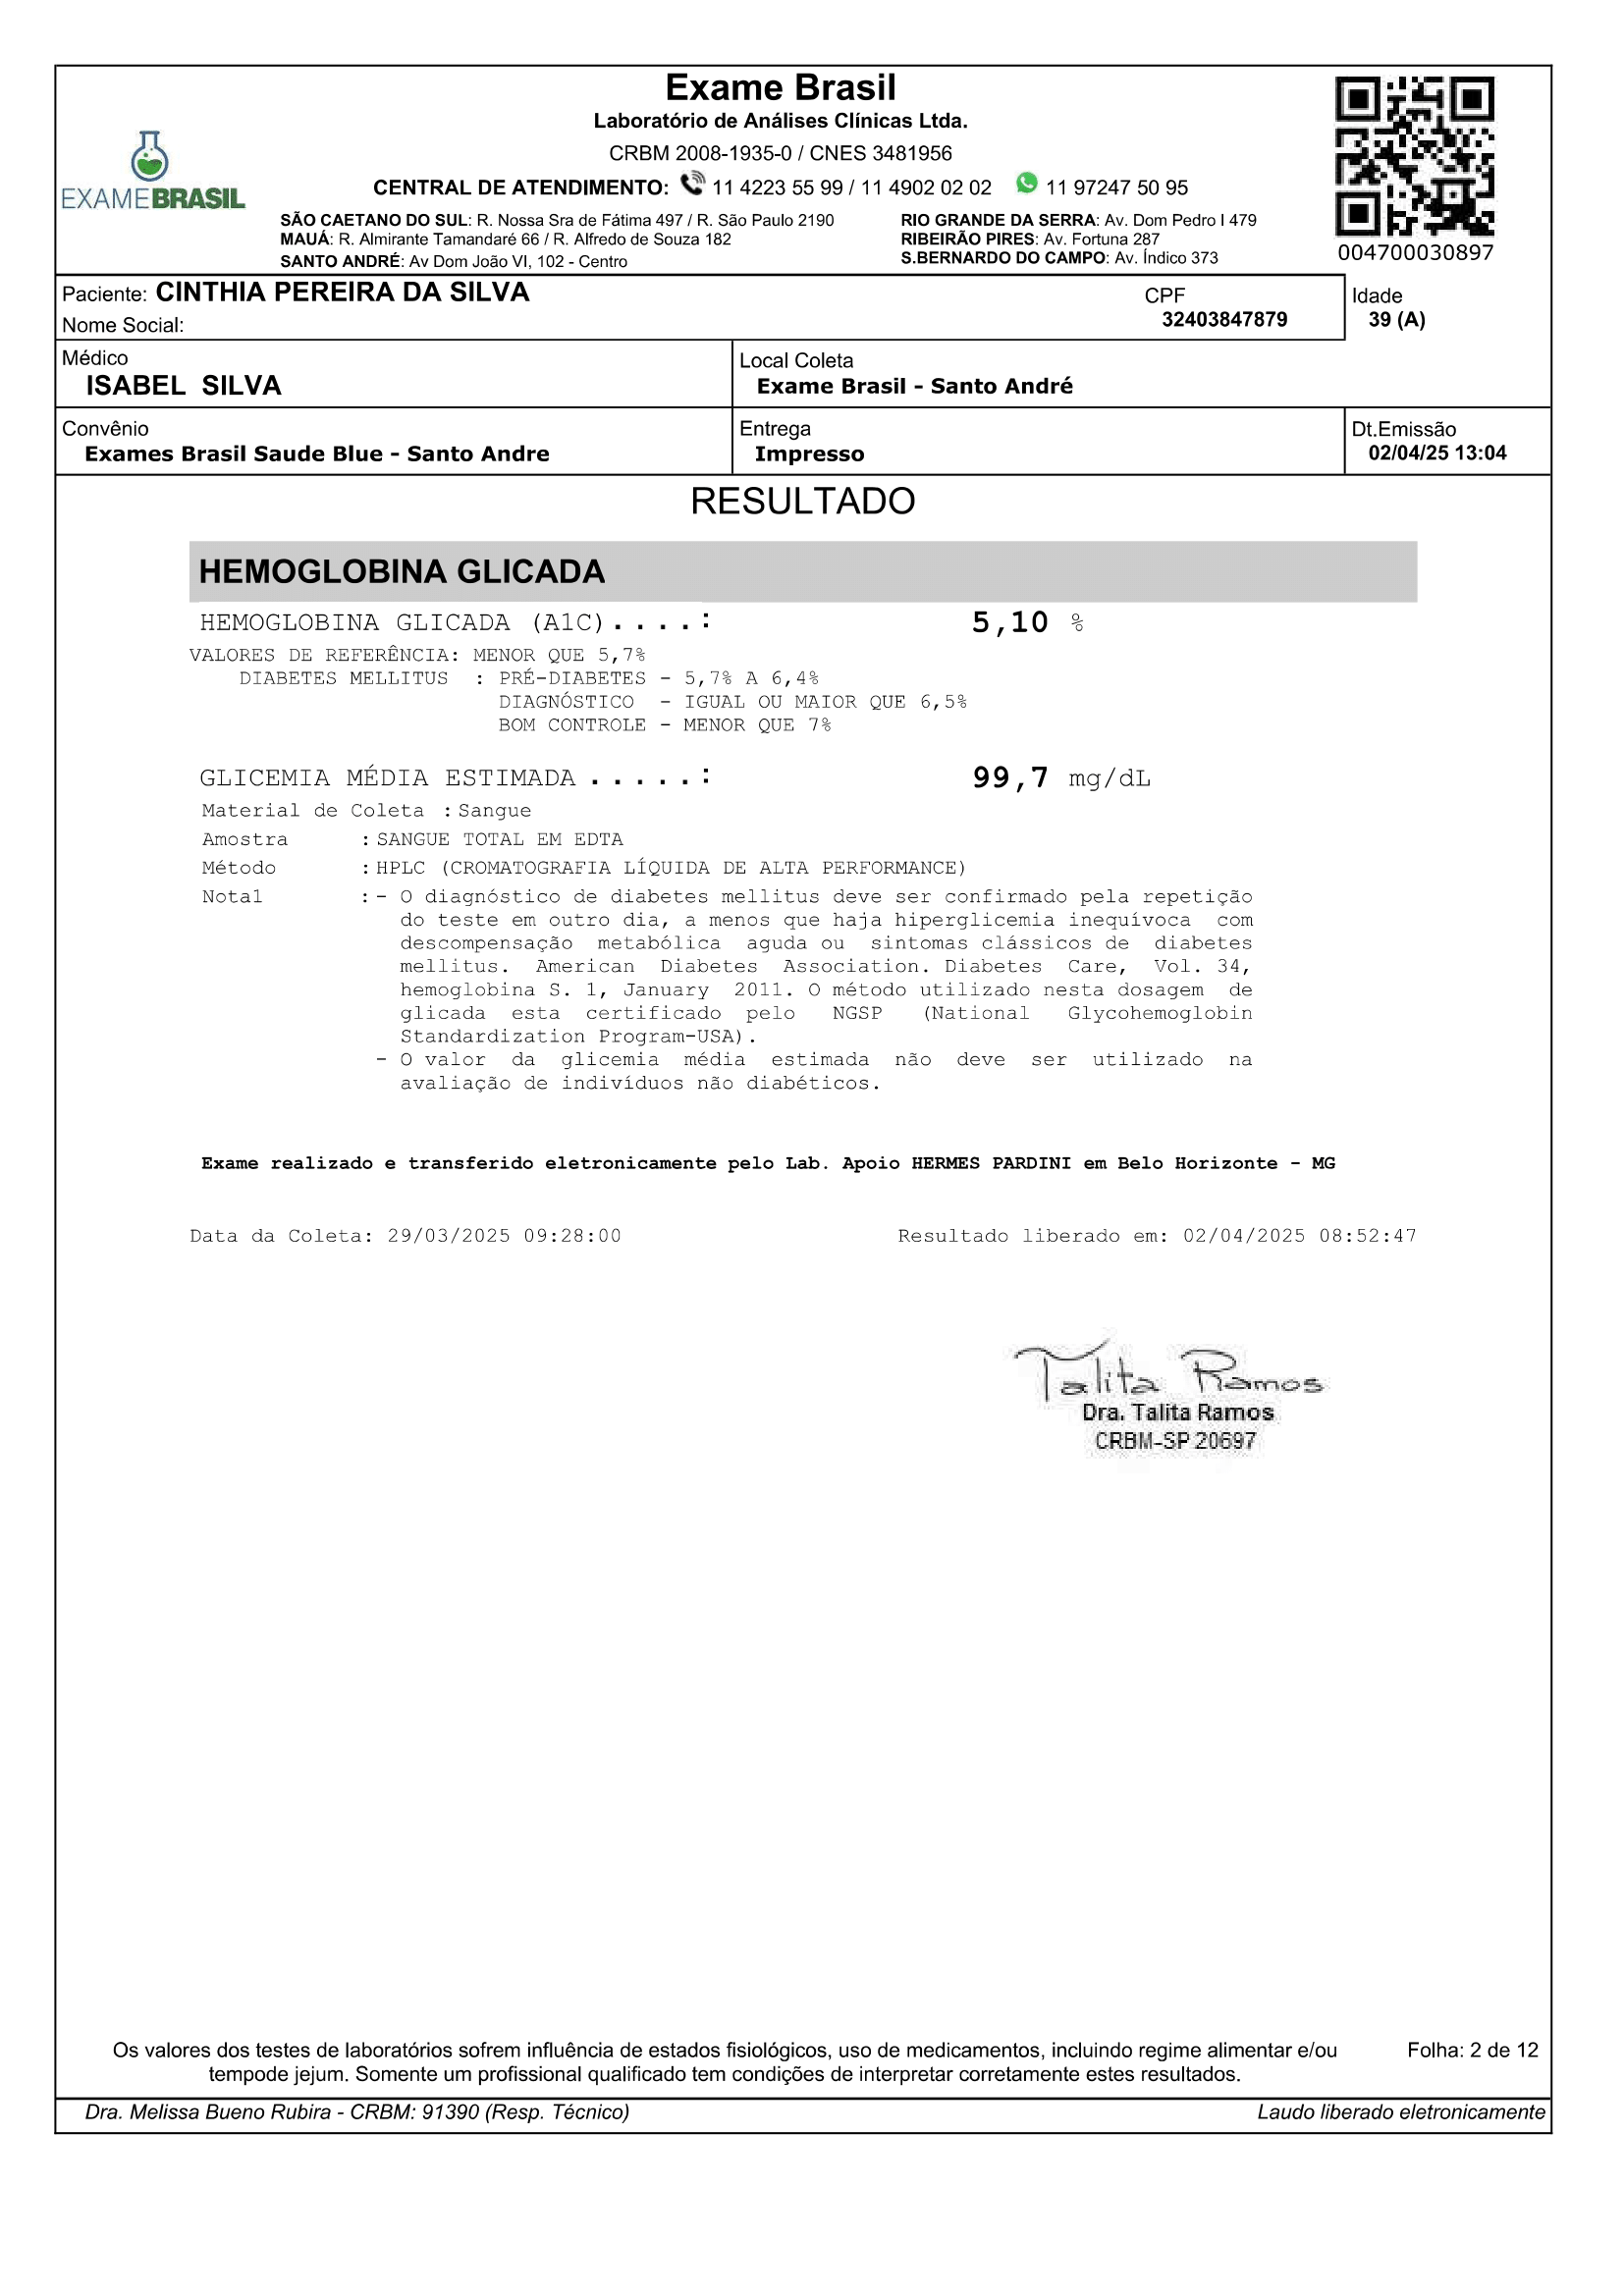 Exame Brasil
Laboratório de Análises Clínicas Ltda.
CRBM 2008-1935-0 / CNES 3481956
EXAMEBRASIL
CENTRAL DE ATENDIMENTO: 11 4223 55 99 / 11 4902 02 02 11 97247 50 95
SÃO CAETANO DO SUL: R. Nossa Sra de Fátima 497 / R. São Paulo 2190
MAUÁ: R. Almirante Tamandaré 66 / R. Alfredo de Souza 182
SANTO ANDRÉ: Av Dom João VI, 102 - Centro
RIO GRANDE DA SERRA: Av. Dom Pedro I 479
RIBEIRÃO PIRES: Av. Fortuna 287
S.BERNARDO DO CAMPO: Av. Índico 373
004700030897
Paciente: CINTHIA PEREIRA DA SILVA
Nome Social:
CPF
32403847879
Idade
39 (A)
Médico
ISABEL SILVA
Local Coleta
Exame Brasil - Santo André
Convênio
Exames Brasil Saude Blue - Santo Andre
Entrega
Impresso
Dt.Emissão
02/04/25 13:04
RESULTADO
HEMOGLOBINA GLICADA
HEMOGLOBINA GLICADA (A1C)....: 5,10 %
VALORES DE REFERÊNCIA: MENOR QUE 5,7%
DIABETES MELLITUS : PRÉ-DIABETES - 5,7% A 6,4%
DIAGNÓSTICO - IGUAL OU MAIOR QUE 6,5%
BOM CONTROLE - MENOR QUE 7%
GLICEMIA MÉDIA ESTIMADA.....: 99,7 mg/dL
Material de Coleta : Sangue
Amostra : SANGUE TOTAL EM EDTA
Método : HPLC (CROMATOGRAFIA LÍQUIDA DE ALTA PERFORMANCE)
Nota1 : - O diagnóstico de diabetes mellitus deve ser confirmado pela repetição
do teste em outro dia, a menos que haja hiperglicemia inequívoca com
descompensação metabólica aguda ou sintomas clássicos de diabetes
mellitus. American Diabetes Association. Diabetes Care, Vol. 34,
hemoglobina S. 1, January 2011. O método utilizado nesta dosagem de
glicada esta certificado pelo NGSP (National Glycohemoglobin
Standardization Program-USA).
- O valor da glicemia média estimada não deve ser utilizado na
avaliação de indivíduos não diabéticos.
Exame realizado e transferido eletronicamente pelo Lab. Apoio HERMES PARDINI em Belo Horizonte - MG
Data da Coleta: 29/03/2025 09:28:00 Resultado liberado em: 02/04/2025 08:52:47
Talita Ramos
Dra. Talita Ramos
CRBM-SP 20697
Os valores dos testes de laboratórios sofrem influência de estados fisiológicos, uso de medicamentos, incluindo regime alimentar e/ou
tempode jejum. Somente um profissional qualificado tem condições de interpretar corretamente estes resultados.
Folha: 2 de 12
Dra. Melissa Bueno Rubira - CRBM: 91390 (Resp. Técnico) Laudo liberado eletronicamente